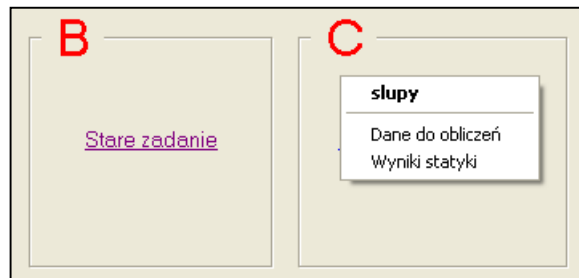 B
Stare zadanie
C
slupy
Dane do obliczeń
Wyniki statyki